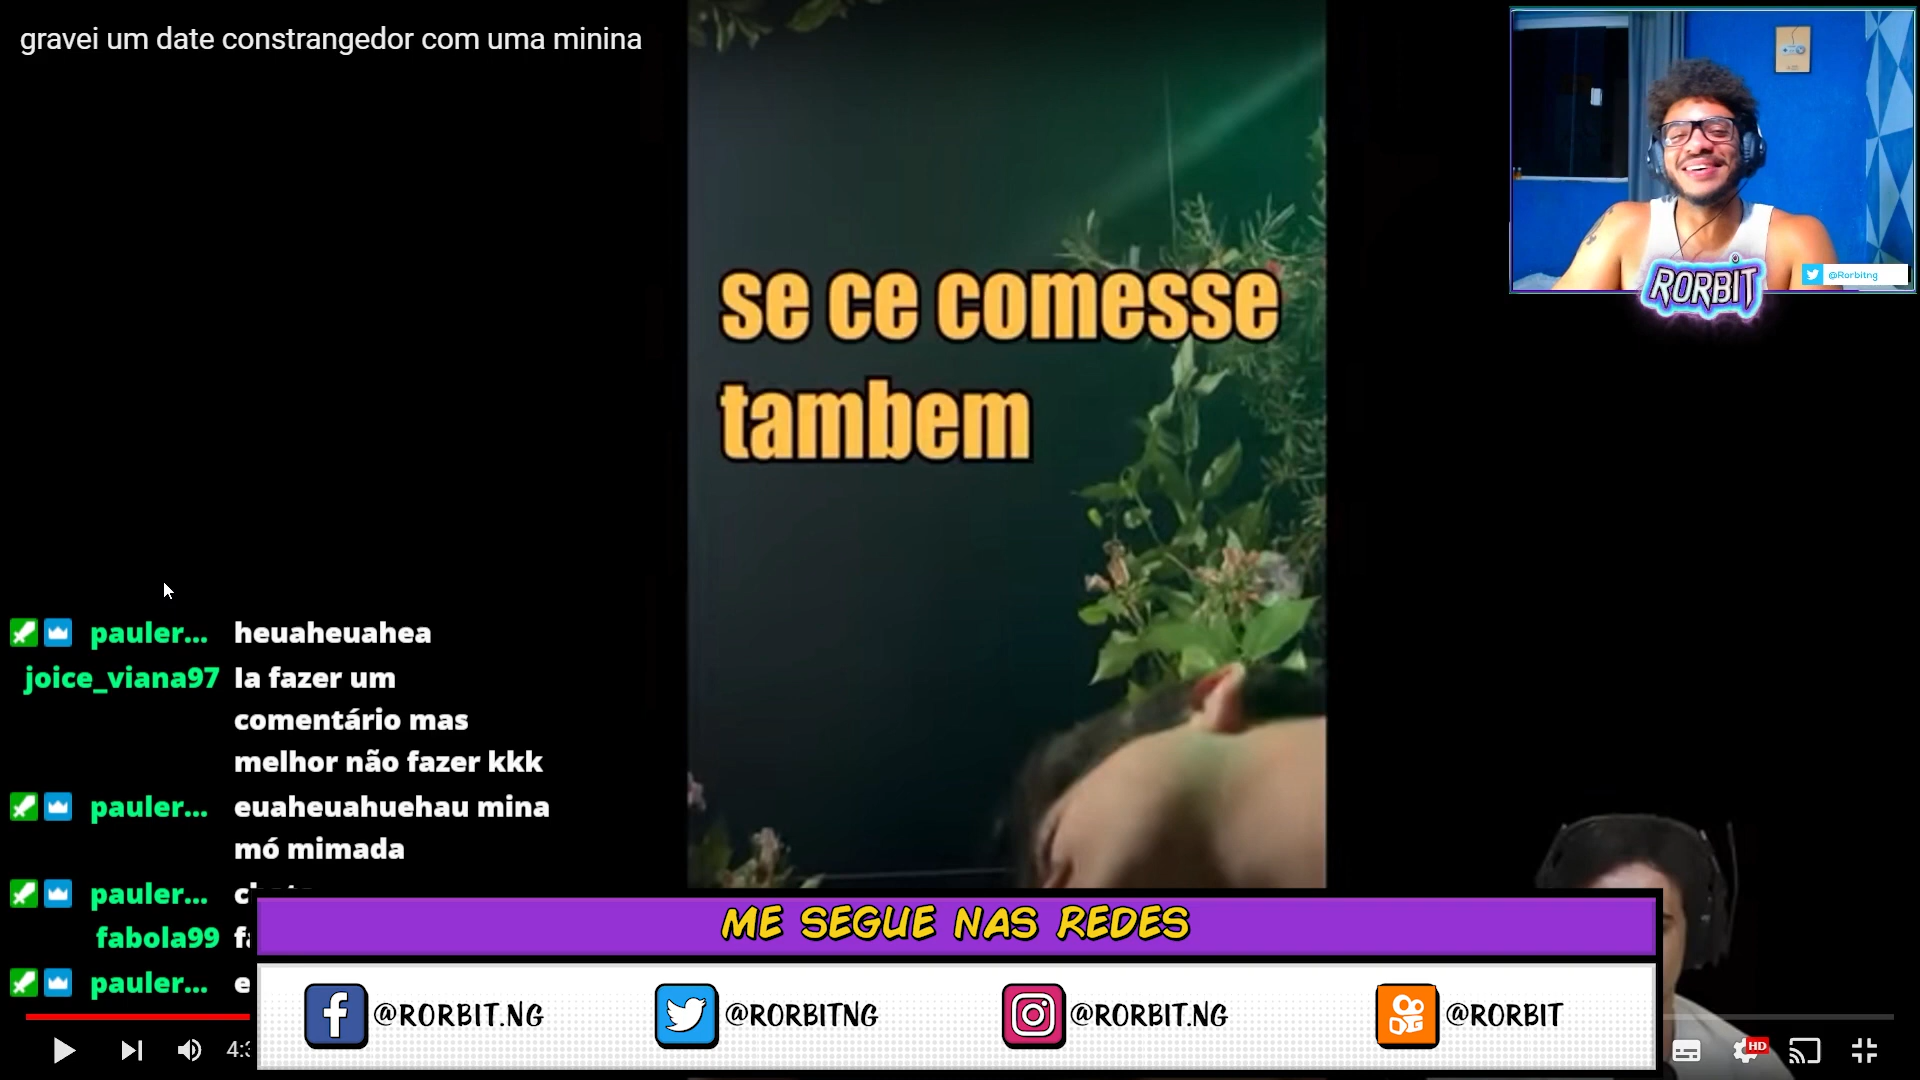 gravei um date constrangedor com uma minina
RORBIT
@Rorbitng
se ce comesse
tambem
pauler... heuaheuahea
joice_viana97 Ia fazer um
comentário mas
melhor não fazer kkk
pauler... euaheuahuehau mina
mó mimada
pauler...
fabola99
pauler...
ME SEGUE NAS REDES
@RORBIT.NG
@RORBITNG
@RORBIT.NG
@RORBIT
HD